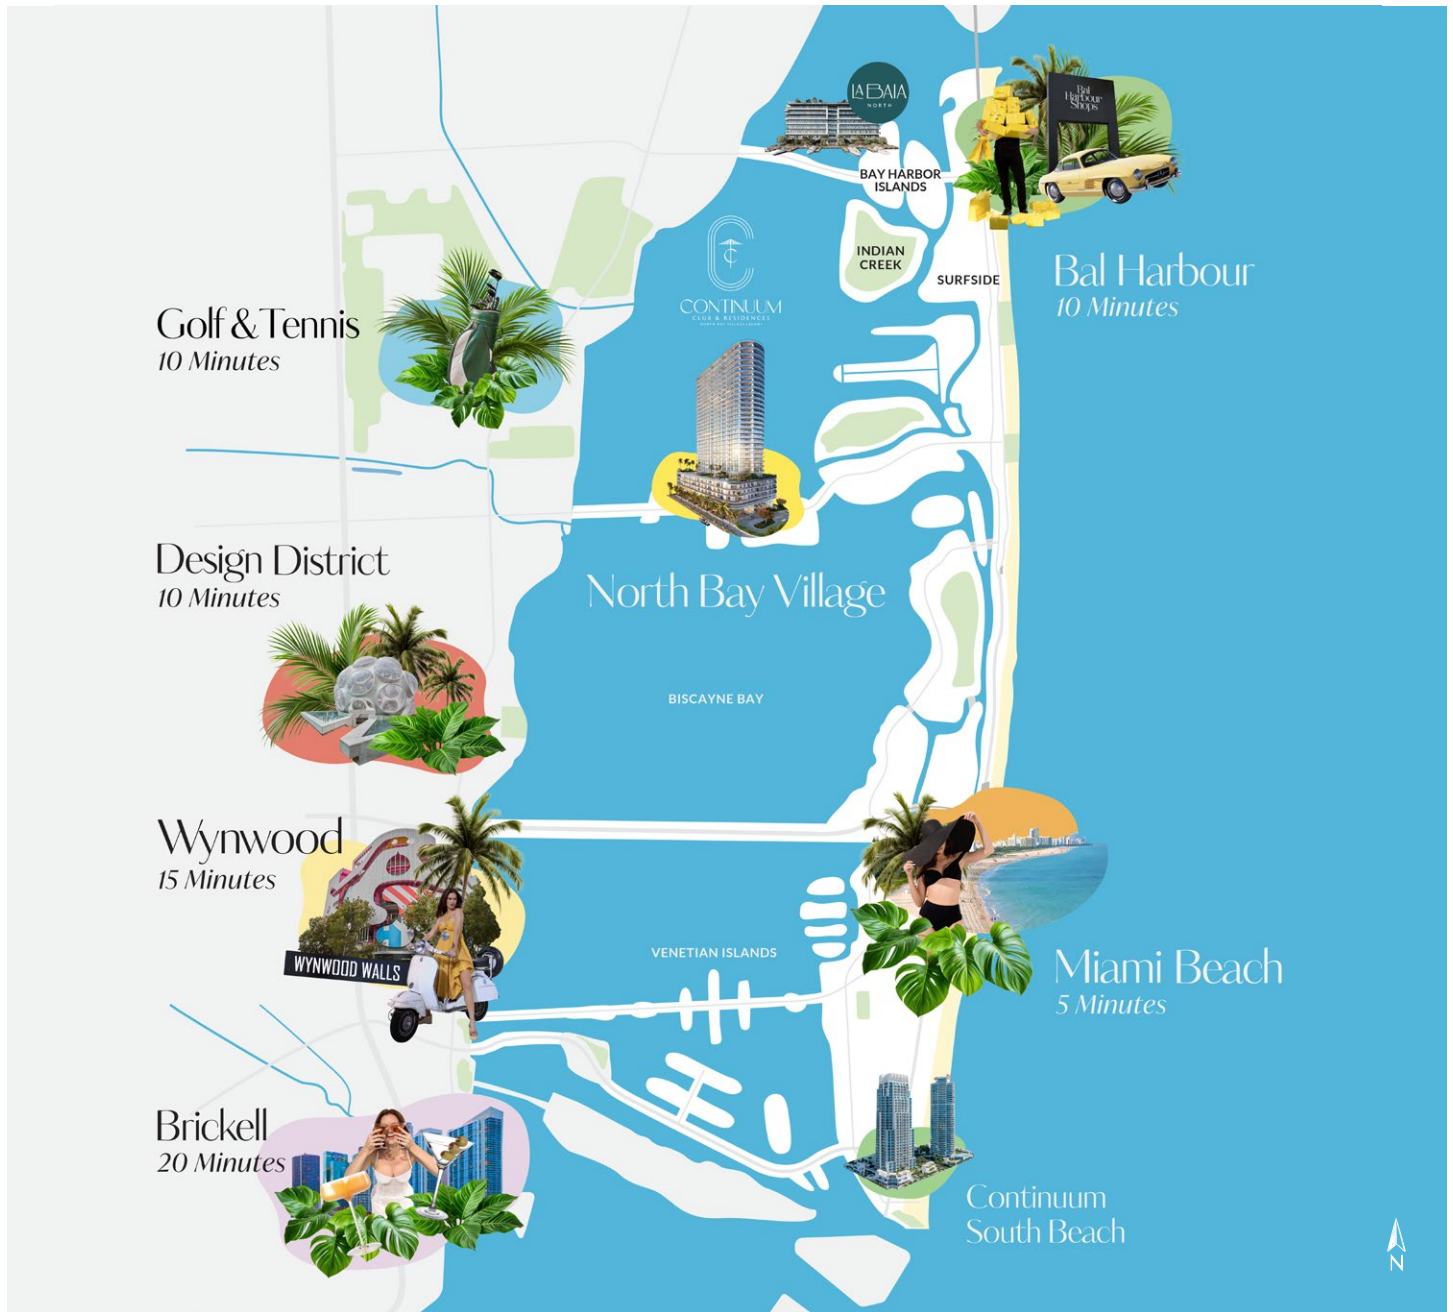 LA BAIA
NORTH
Bal
Harbour
Shops
BAY HARBOR
ISLANDS
INDIAN
CREEK
SURFSIDE
Bal Harbour
10 Minutes
CONTINUUM
CLUB & RESIDENCES
Golf & Tennis
10 Minutes
Design District
10 Minutes
North Bay Village
BISCAYNE BAY
Wynwood
15 Minutes
WYNWOOD WALLS
VENETIAN ISLANDS
Miami Beach
5 Minutes
Brickell
20 Minutes
Continuum
South Beach
N